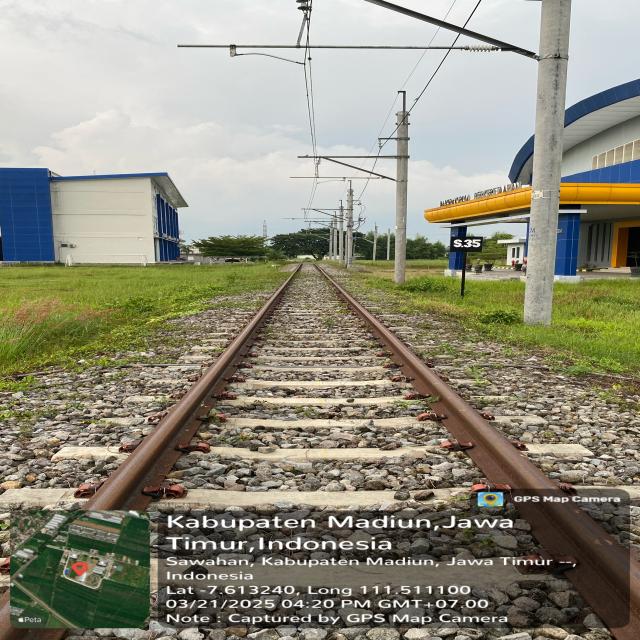 S.35
GPS Map Camera
Kabupaten Madiun,Jawa
Timur,Indonesia
Sawahan, Kabupaten Madiun, Jawa Timur --,
Indonesia
Lat -7.613240, Long 111.511100
03/21/2025 04:20 PM GMT+07.00
Note : Captured by GPS Map Camera
Peta